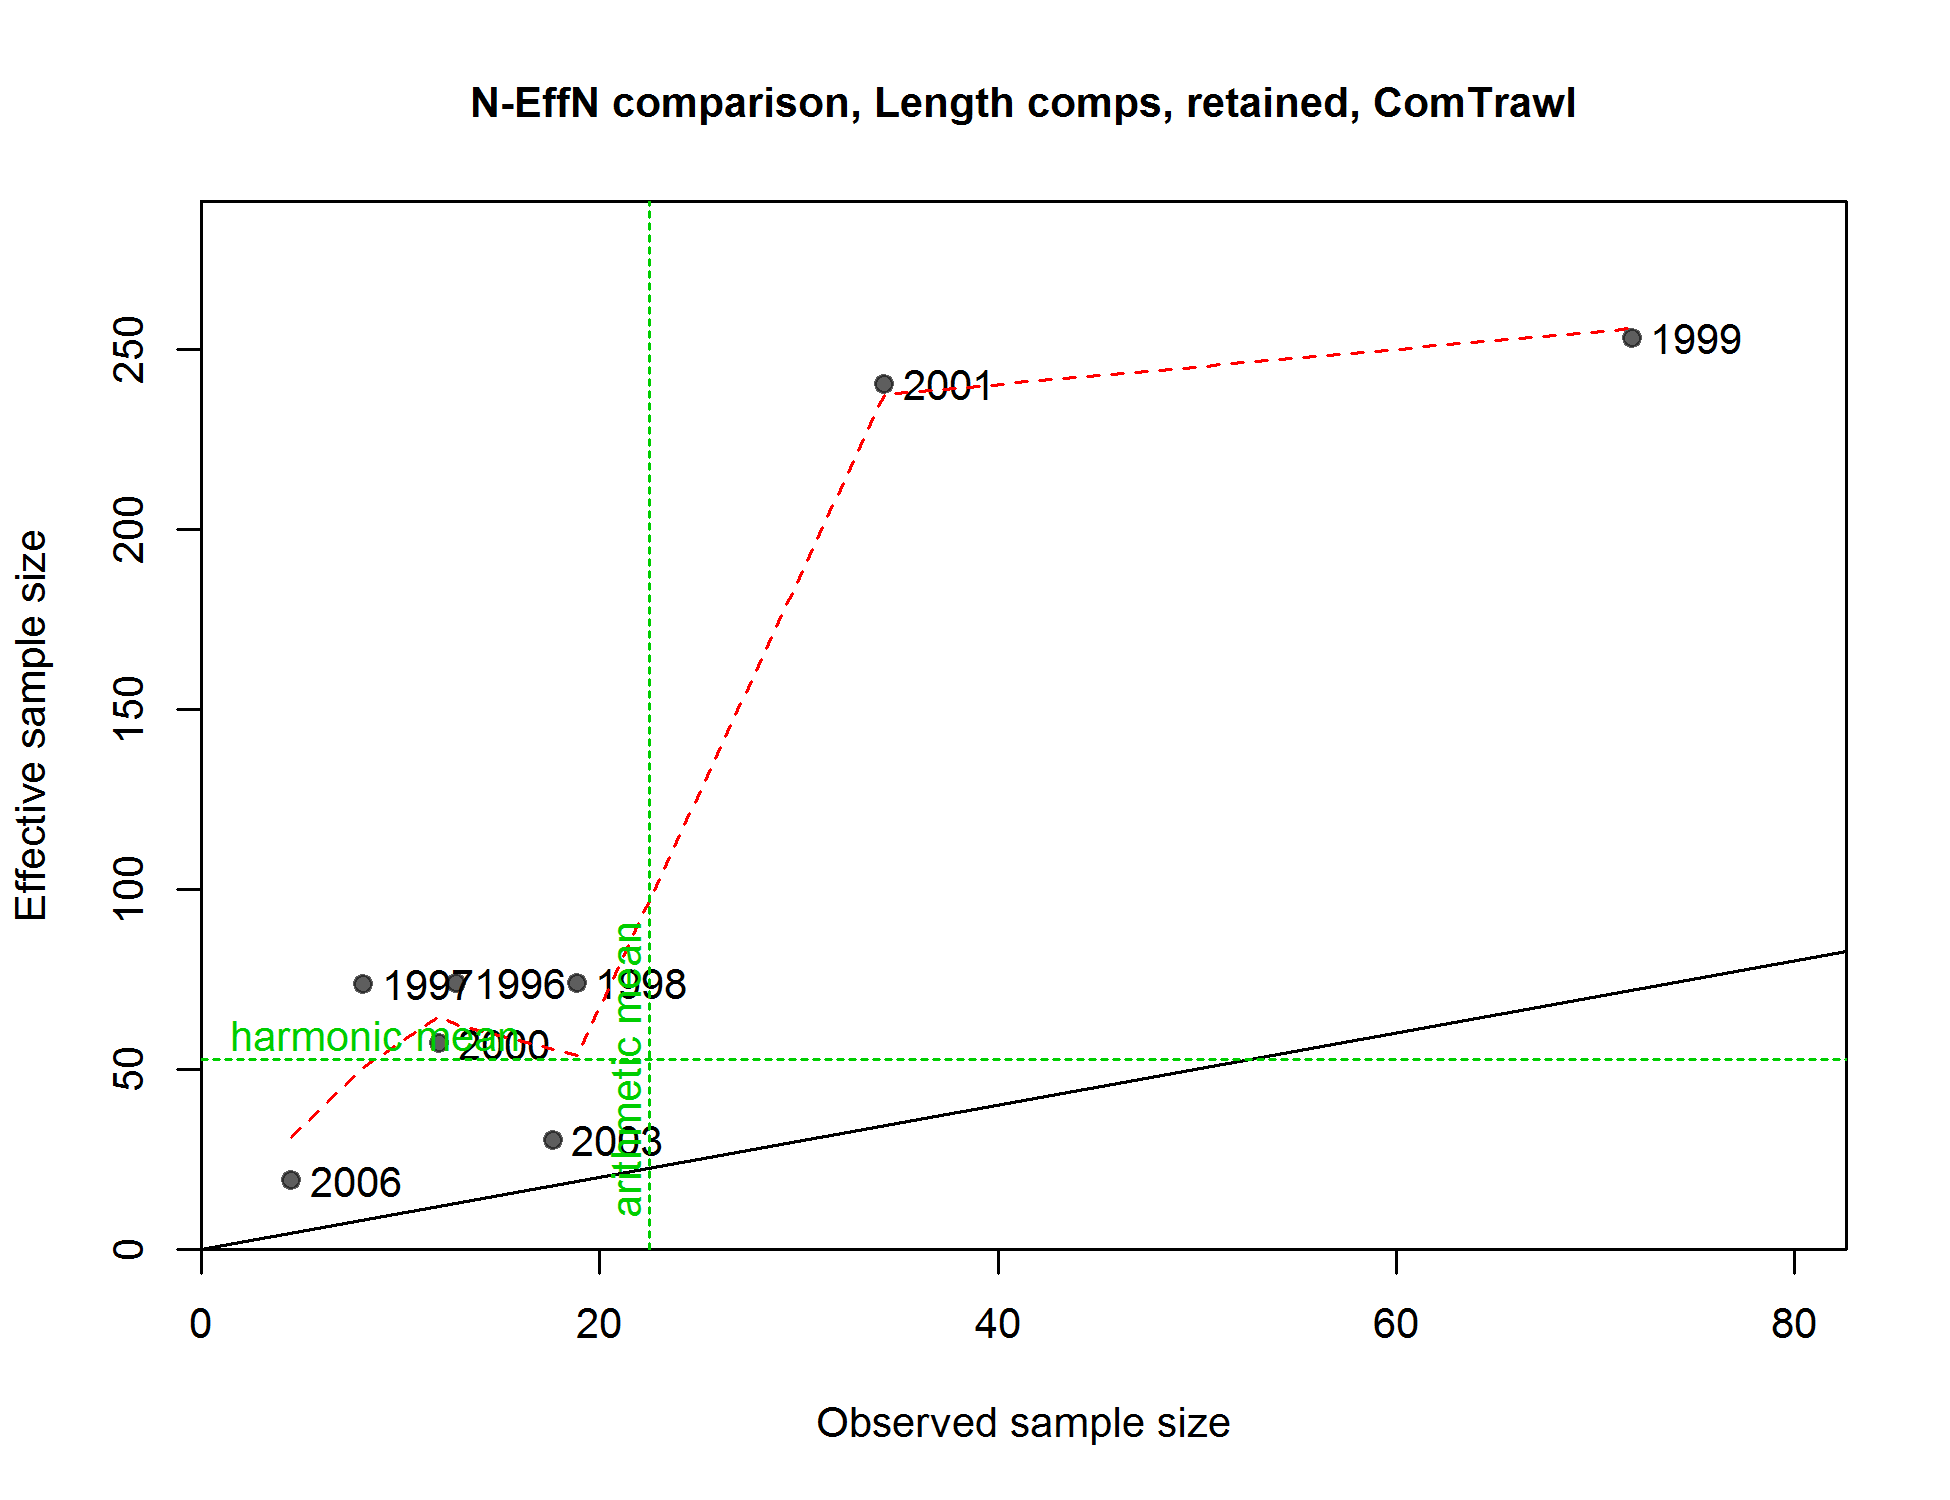 N-EffN comparison, Length comps, retained, ComTrawl
Effective sample size
250
200
150
100
50
0
1999
2001
1997
1996
1998
harmonic mean
2000
arithmetic mean
2003
2006
0 20 40 60 80
Observed sample size